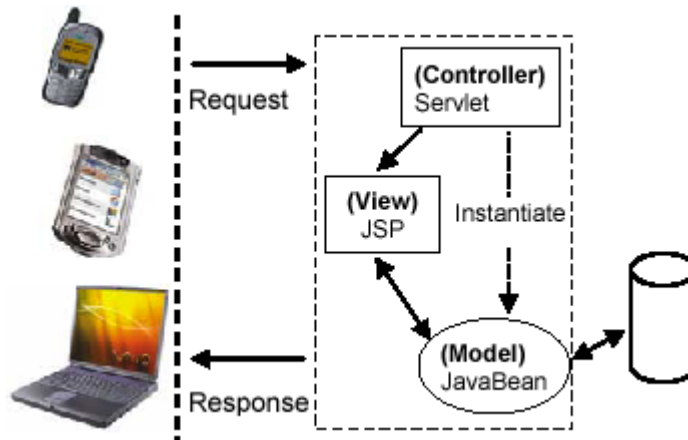 Request
(Controller)
Servlet
(View)
JSP
Instantiate
(Model)
JavaBean
Response